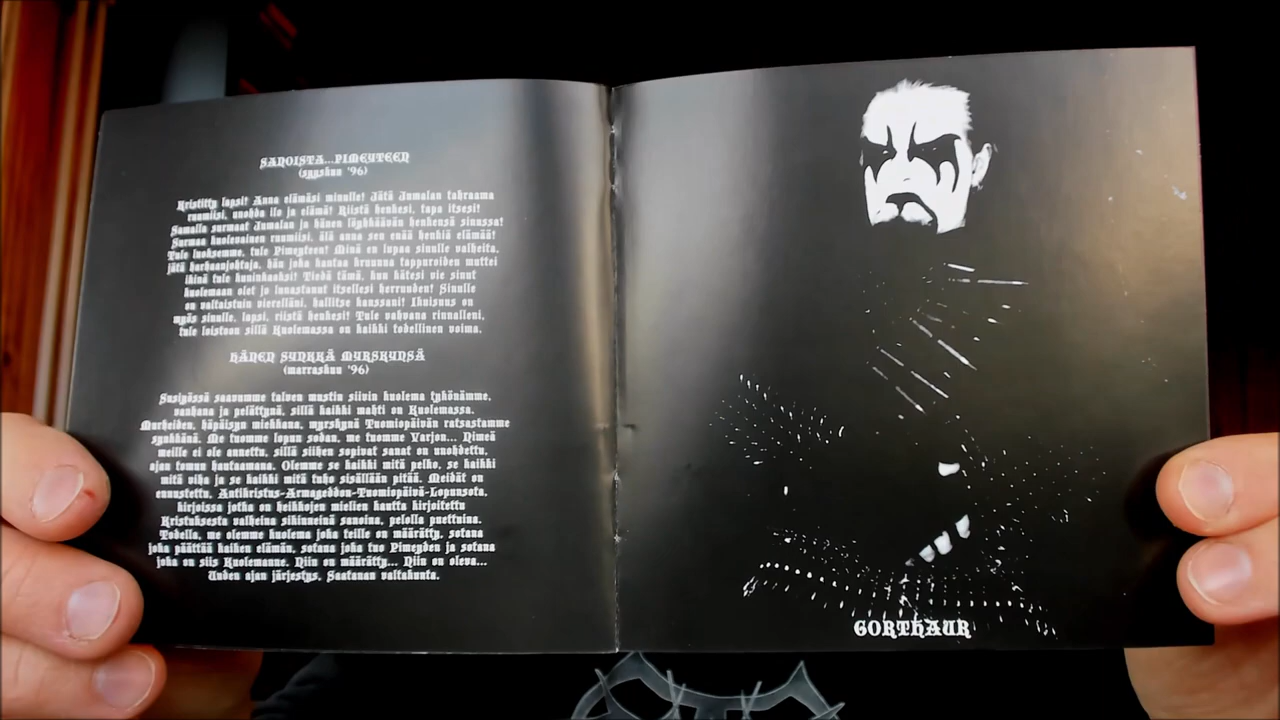 SANOISTA...PIMEYTEEN
(syyskuu '96)
Kristitty lapsi! Anna elämäsi minulle! Jätä Jumalan tahraama
ruumiisi, unohda ilo ja elämä! Riistä henkesi, tapa itsesi!
Samalla surmaat Jumalan ja hänen löyhkäävän henkensä sinussa!
Surmaa kuolevainen ruumiisi, älä anna sen enää henkiä elämää!
Tule luoksemme, tule Pimeyteen! Minä en lupaa sinulle valheita,
jätä harhaanjohtaja, hän joka kantaa kruunua tappuroiden muttei
ikinä tule kuninkaaksi! Tiedä tämä, kun kätesi vie sinut
kuolemaan olet jo lunastanut itsellesi herruuden! Sinulle
on valtaistuin vierelläni, hallitse kanssani! Ikuisuus on
myös sinulle, lapsi, riistä henkesi! Tule vahvana rinnalleni,
tule loistoon sillä Kuolemassa on kaikki todellinen voima.
HÄNEN SYNKKÄ MYRSKYNSÄ
(marraskuu '96)
Susiyössä saavumme talven mustin siivin kuolema tykönämme,
vanhana ja pelättynä, sillä kaikki mahti on Kuolemassa.
Murheiden, häpäisyn miekkana, myrskynä Tuomiopäivän ratsastamme
synkkänä. Me tuomme lopun sodan, me tuomme Varjon... Nimeä
meille ei ole annettu, sillä siihen sopivat sanat on unohdettu,
ajan tomun hautaamana. Olemme se kaikki mitä pelko, se kaikki
mitä viha ja se kaikki mitä tuho sisällään pitää. Meidät on
ennustettu, Antikristus-Armageddon-Tuomiopäivä-Lopunsota,
kirjoissa jotka on heikkojen mielien kautta kirjoitettu
Kristuksesta valheina sikinneinä sanoina, pelolla puettuina.
Todella, me olemme kuolema joka teille on määrätty, sotana
joka päättää kaiken elämän, sotana joka tuo Pimeyden ja sotana
joka on siis Kuolemanne. Niin on määrätty... Niin on oleva...
Uuden ajan järjestys, Saatanan valtakunta.
GORTHAUR